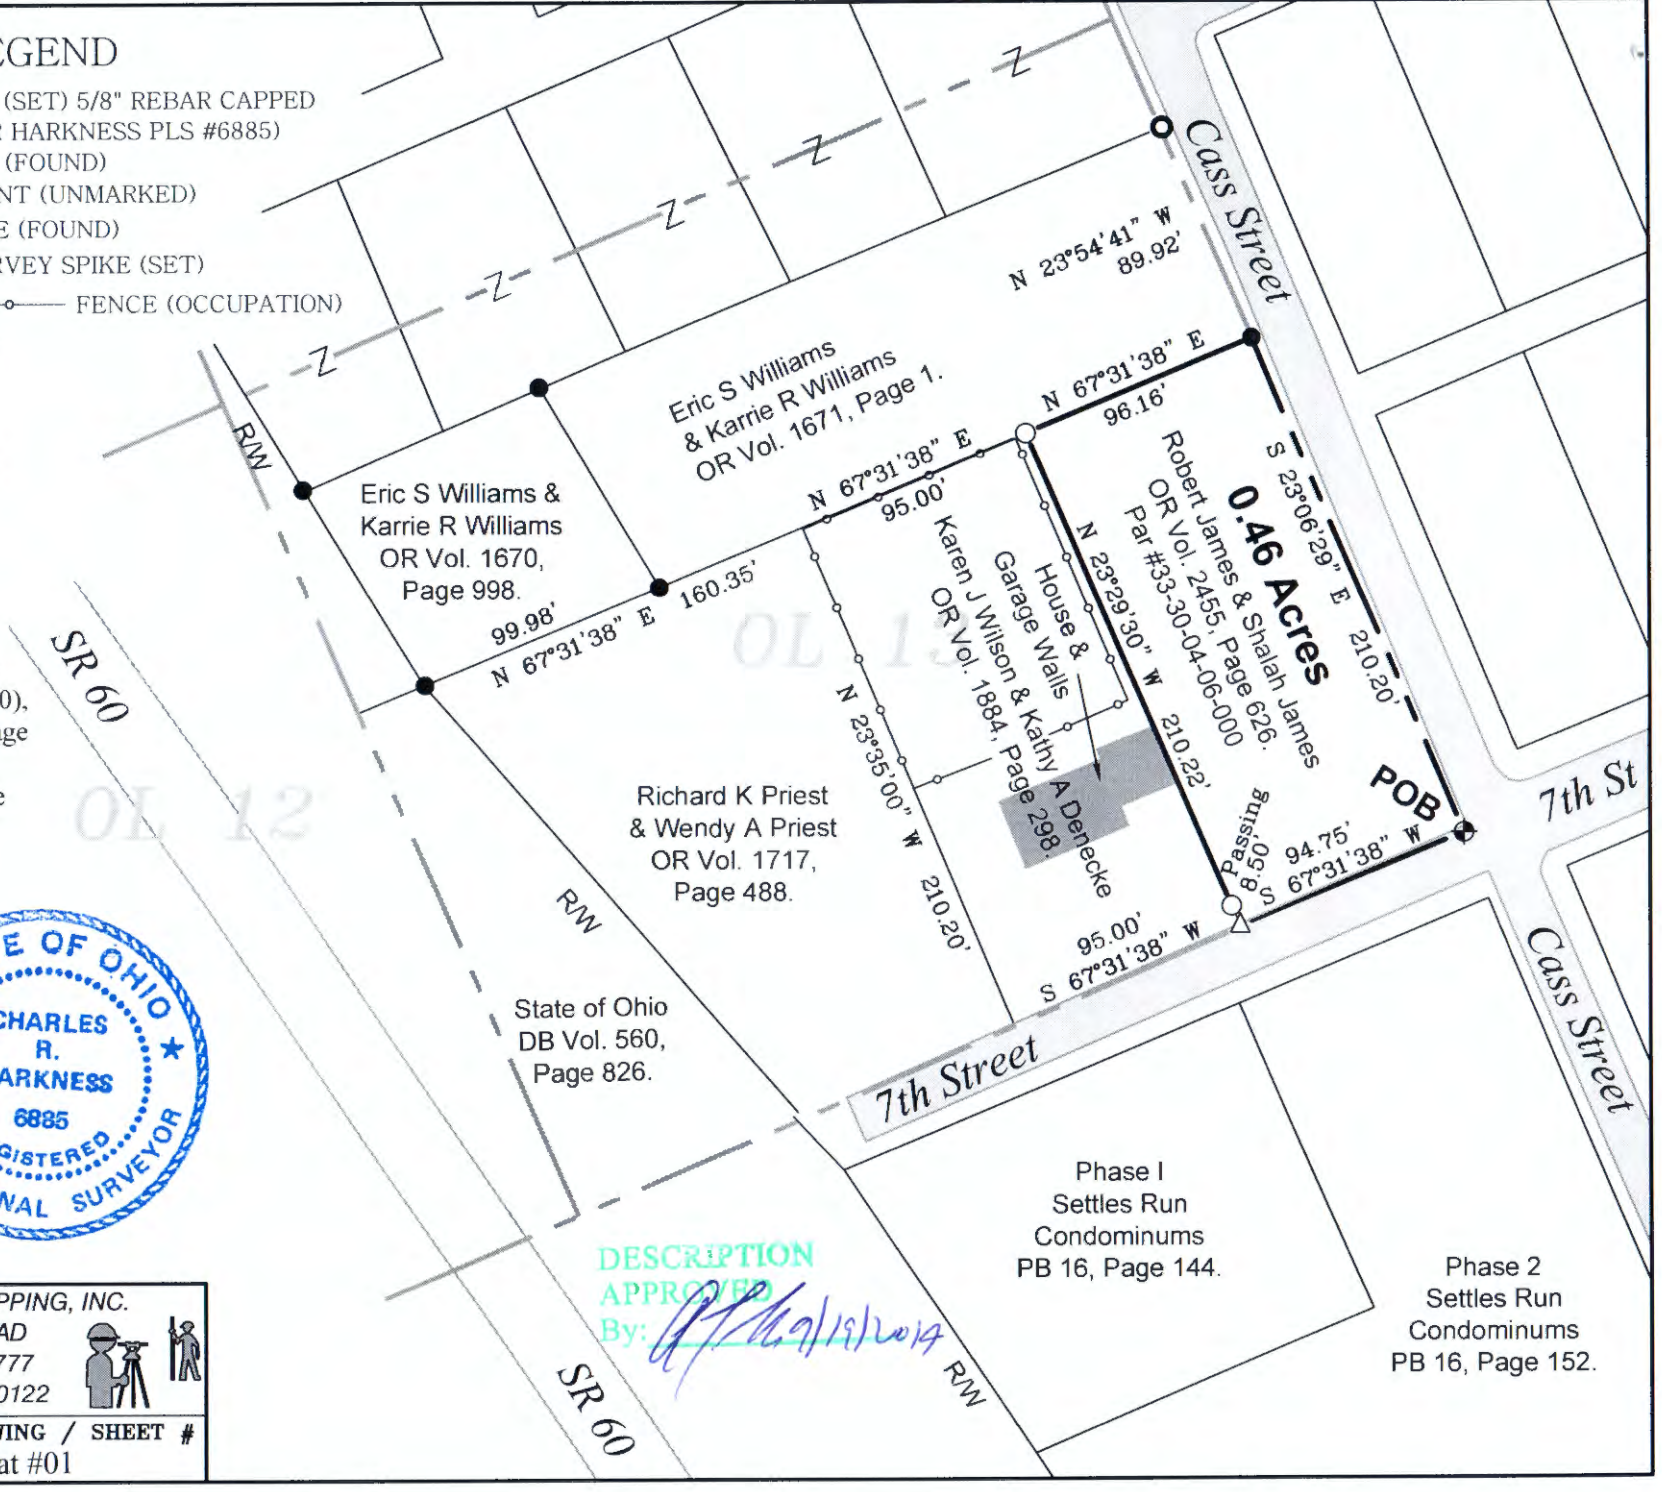 EGEND
(SET) 5/8" REBAR CAPPED
R HARKNESS PLS #6885)
(FOUND)
NT (UNMARKED)
E (FOUND)
RVEY SPIKE (SET)
FENCE (OCCUPATION)
Z
Z
Z
Z
Z
Cass Street
N 23°54'41" W
89.92'
R/W
Eric S Williams
& Karrie R Williams
OR Vol. 1671, Page 1.
N 67°31'38" E
96.16'
Eric S Williams &
Karrie R Williams
OR Vol. 1670,
Page 998.
N 67°31'38" E
95.00'
99.98'
N 67°31'38" E
160.35'
OL 13
S 23°06'29" E 210.20'
0.46 Acres
Robert James & Shalah James
OR Vol. 2455, Page 626.
Par #33-30-04-06-000
N 23°29'30" W 210.22'
House &
Garage Walls
Karen J Wilson & Kathy A Denecke
OR Vol. 1884, Page 298.
N 23°35'00" W 210.20'
SR 60
0),
age
e
OL 12
Richard K Priest
& Wendy A Priest
OR Vol. 1717,
Page 488.
POB
7th St
Passing
8.50'
94.75'
S 67°31'38" W
95.00'
S 67°31'38" W
R/W
Cass Street
State of Ohio
DB Vol. 560,
Page 826.
7th Street
E OF OHIO
CHARLES
R.
ARKNESS
6885
GISTERED
NAL SURVEYOR
Phase I
Settles Run
Condominums
PB 16, Page 144.
Phase 2
Settles Run
Condominums
PB 16, Page 152.
DESCRIPTION
APPROVED
By: 9/19/2014
R/W
SR 60
PPING, INC.
AD
777
0122
WING / SHEET #
at #01